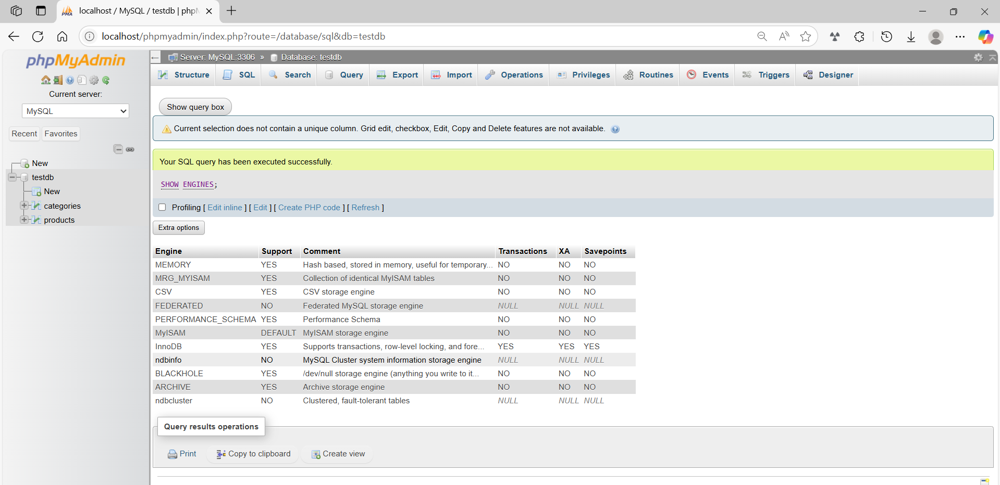 localhost / MySQL / testdb | phpM
localhost/phpmyadmin/index.php?route=/database/sql&db=testdb
phpMyAdmin
Current server:
MySQL
Recent Favorites
New
testdb
New
categories
products
Server: MySQL:3306 » Database: testdb
Structure SQL Search Query Export Import Operations Privileges Routines Events Triggers Designer
Show query box
Current selection does not contain a unique column. Grid edit, checkbox, Edit, Copy and Delete features are not available.
Your SQL query has been executed successfully.
SHOW ENGINES;
Profiling [ Edit inline ] [ Edit ] [ Create PHP code ] [ Refresh ]
Extra options
Engine Support Comment Transactions XA Savepoints
MEMORY YES Hash based, stored in memory, useful for temporary... NO NO NO
MRG_MYISAM YES Collection of identical MyISAM tables NO NO NO
CSV YES CSV storage engine NO NO NO
FEDERATED NO Federated MySQL storage engine NULL NULL NULL
PERFORMANCE_SCHEMA YES Performance Schema NO NO NO
MyISAM DEFAULT MyISAM storage engine NO NO NO
InnoDB YES Supports transactions, row-level locking, and fore... YES YES YES
ndbinfo NO MySQL Cluster system information storage engine NULL NULL NULL
BLACKHOLE YES /dev/null storage engine (anything you write to it... NO NO NO
ARCHIVE YES Archive storage engine NO NO NO
ndbcluster NO Clustered, fault-tolerant tables NULL NULL NULL
Query results operations
Print Copy to clipboard Create view